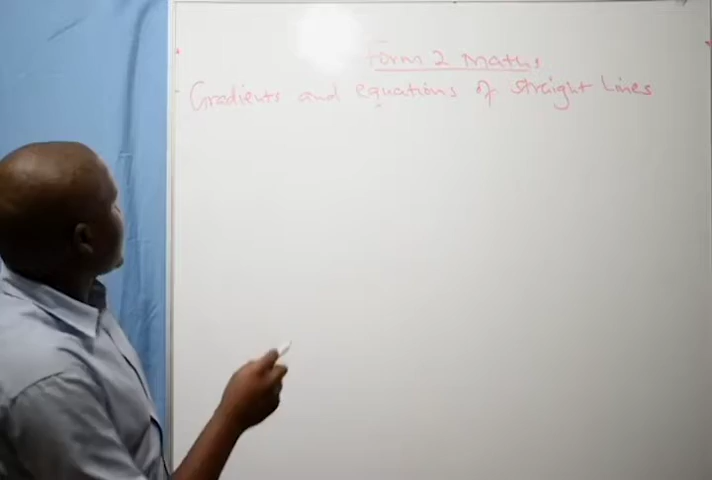 Form 2 Maths
Gradients and equations of straight Lines